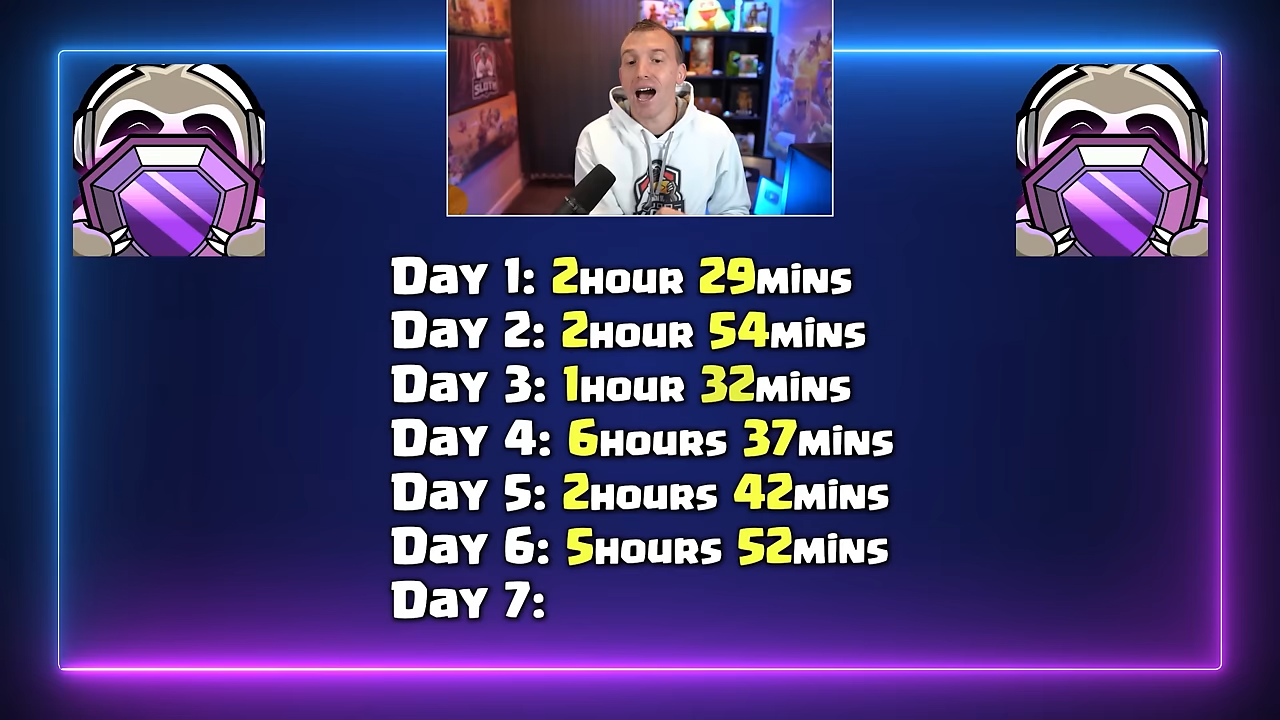 SLOTH
Day 1: 2HOUR 29MINS
Day 2: 2HOUR 54MINS
Day 3: 1HOUR 32MINS
Day 4: 6HOURS 37MINS
Day 5: 2HOURS 42MINS
Day 6: 5HOURS 52MINS
Day 7: